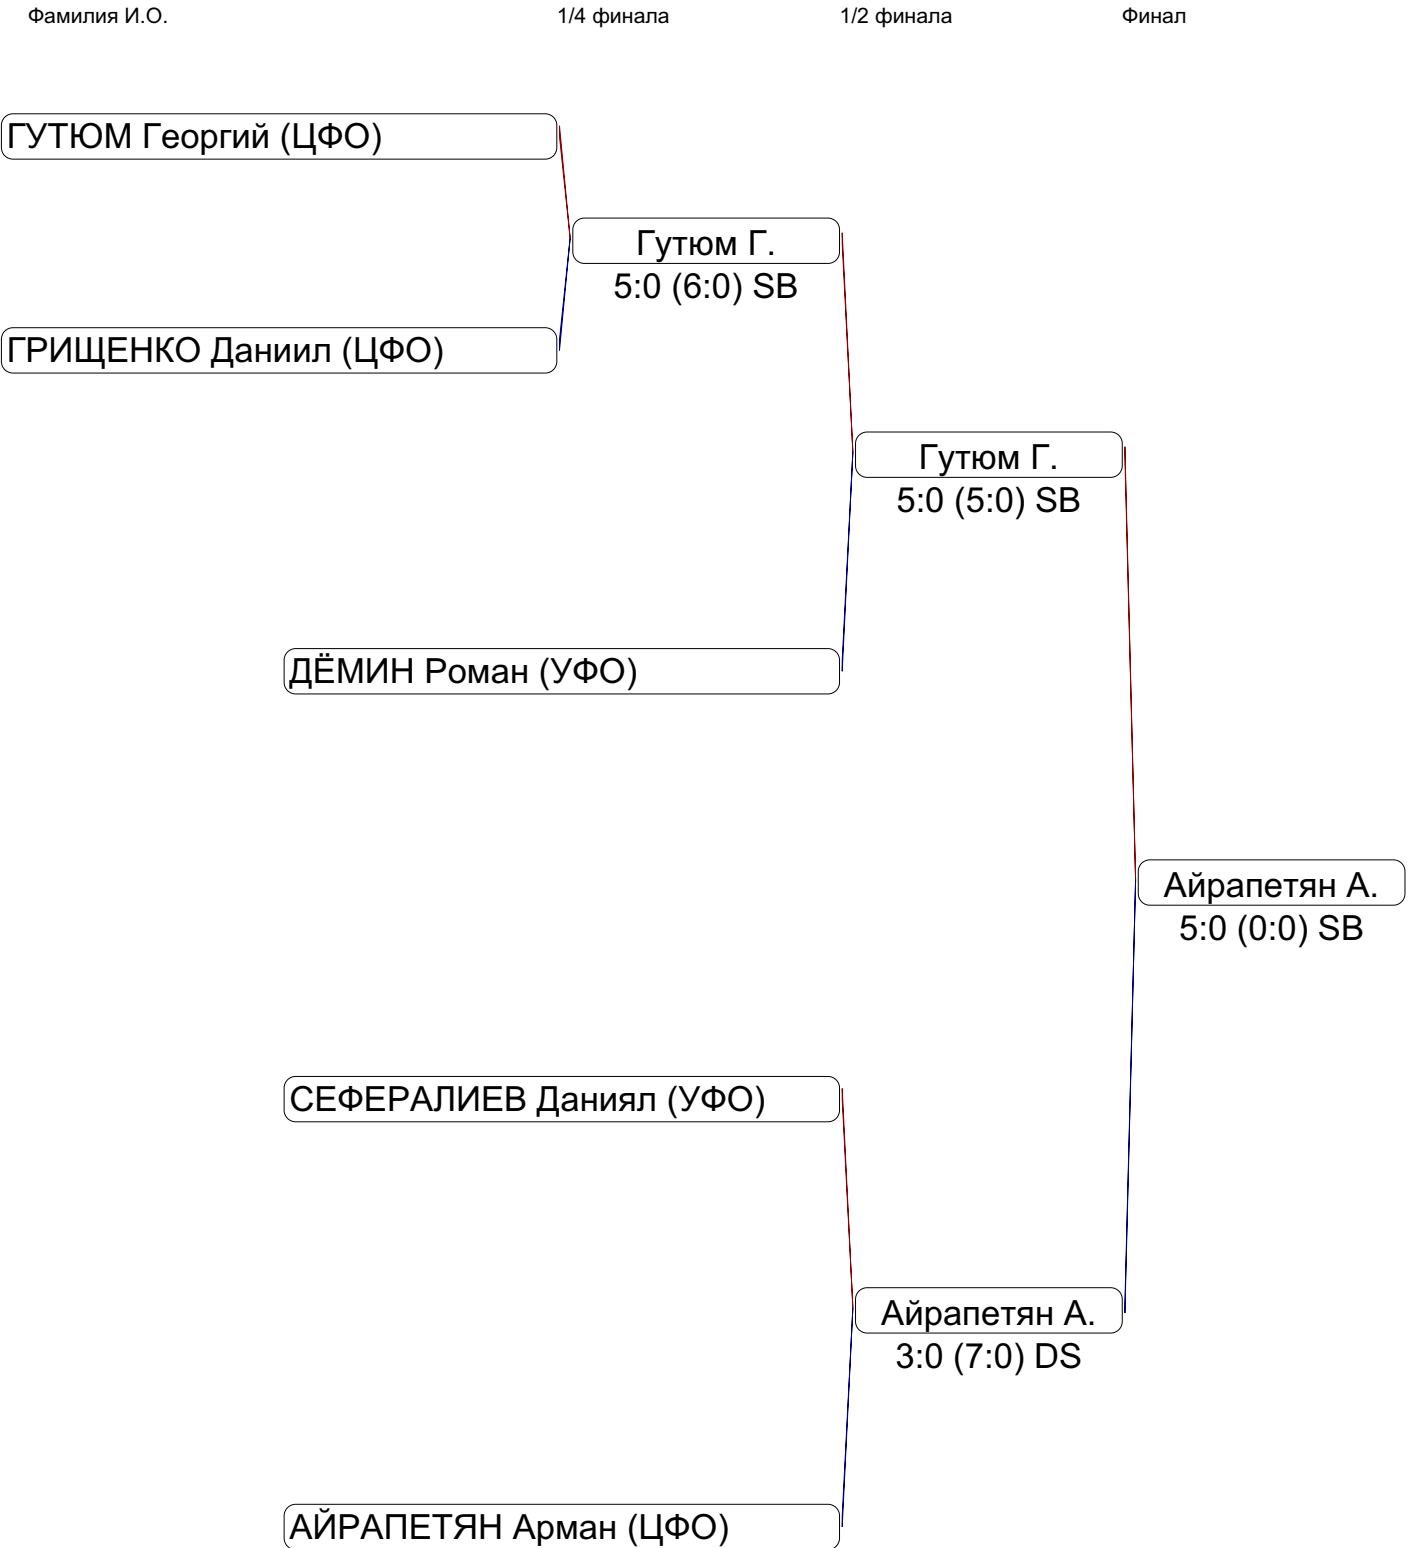 Фамилия И.О. 1/4 финала 1/2 финала Финал
ГУТЮМ Георгий (ЦФО)
Гутюм Г.
5:0 (6:0) SB
ГРИЩЕНКО Даниил (ЦФО)
Гутюм Г.
5:0 (5:0) SB
ДЁМИН Роман (УФО)
Айрапетян А.
5:0 (0:0) SB
СЕФЕРАЛИЕВ Даниял (УФО)
Айрапетян А.
3:0 (7:0) DS
АЙРАПЕТЯН Арман (ЦФО)